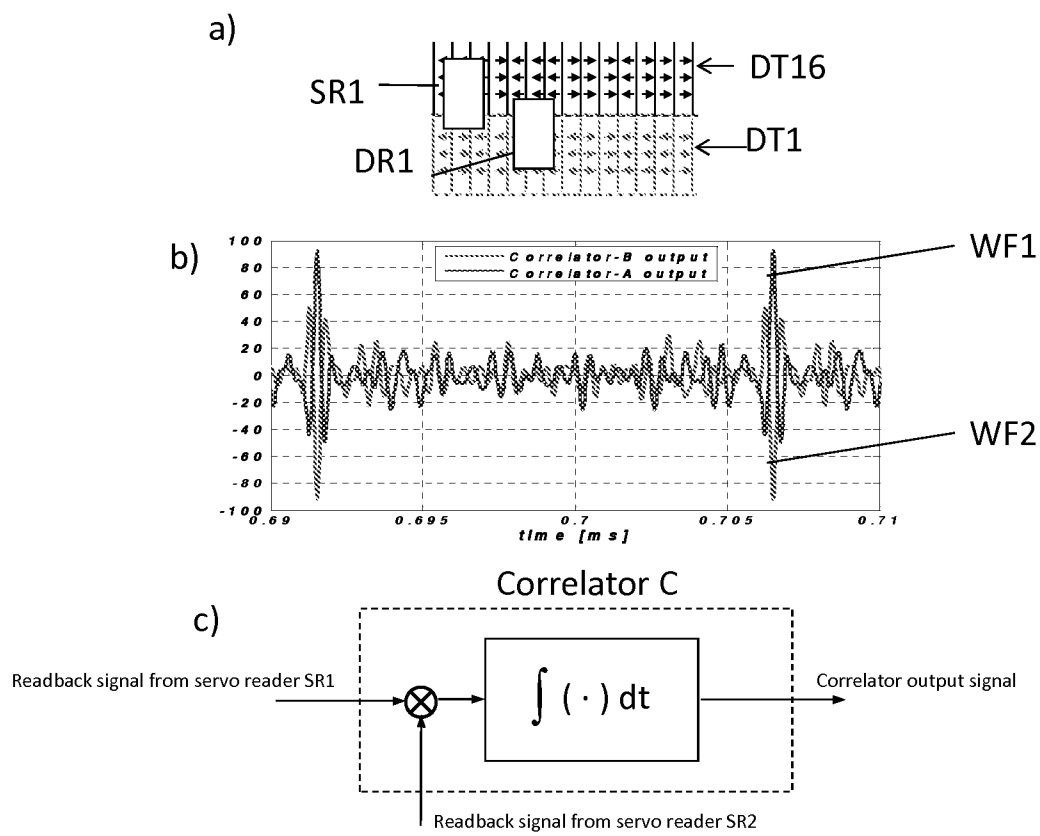 a)
SR1
DT16
DR1
DT1
b)
100
80
60
40
20
0
-20
-40
-60
-80
-100
Correlator-B output
Correlator-A output
WF1
WF2
0.69 0.695 0.7 0.705 0.71
time [ms]
Correlator C
c)
Readback signal from servo reader SR1
∫ (·) dt
Correlator output signal
Readback signal from servo reader SR2